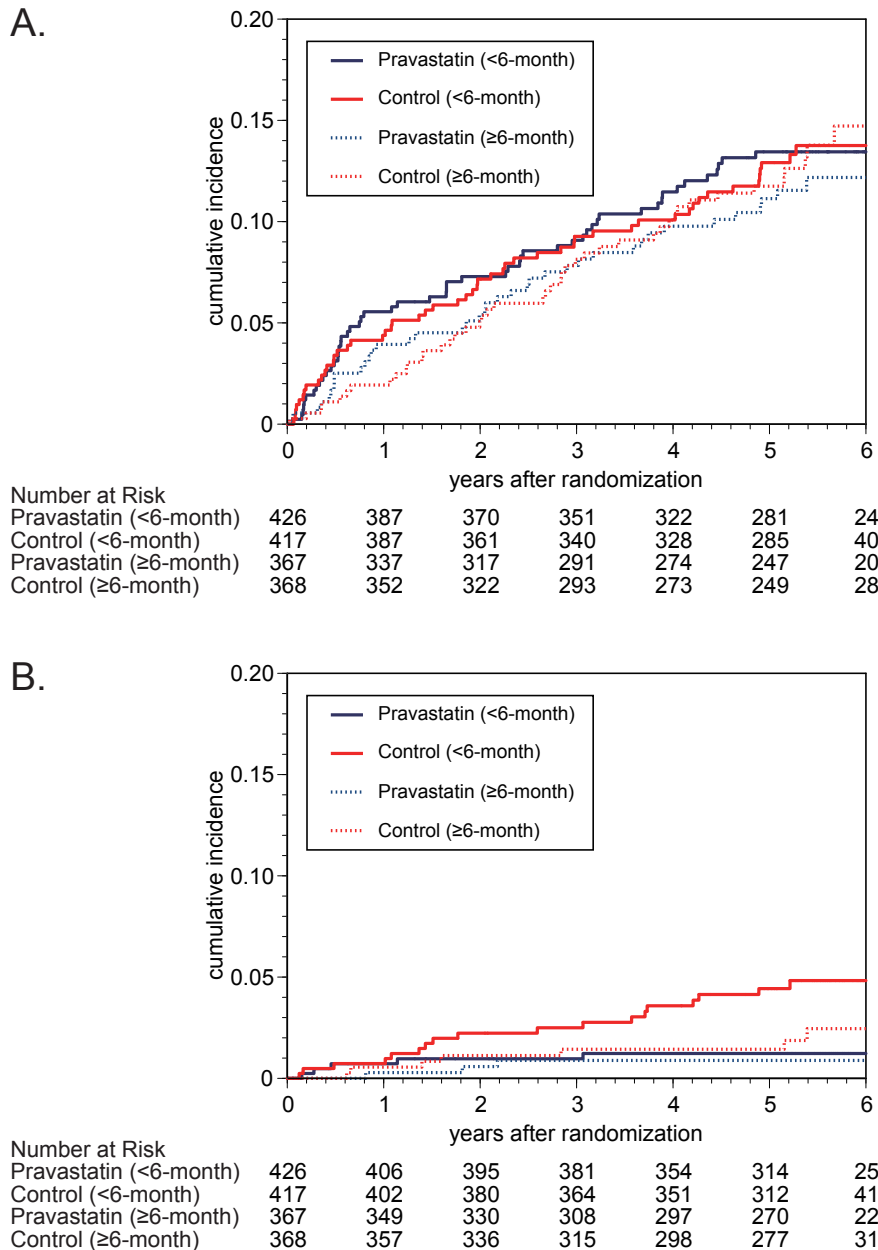 A.
0.20
Pravastatin (<6-month)
Control (<6-month)
Pravastatin (≥6-month)
Control (≥6-month)
0.15
cumulative incidence
0.10
0.05
0
0 1 2 3 4 5 6
years after randomization
Number at Risk
Pravastatin (<6-month) 426 387 370 351 322 281 24
Control (<6-month) 417 387 361 340 328 285 40
Pravastatin (≥6-month) 367 337 317 291 274 247 20
Control (≥6-month) 368 352 322 293 273 249 28
B.
0.20
Pravastatin (<6-month)
Control (<6-month)
Pravastatin (≥6-month)
Control (≥6-month)
0.15
cumulative incidence
0.10
0.05
0
0 1 2 3 4 5 6
years after randomization
Number at Risk
Pravastatin (<6-month) 426 406 395 381 354 314 25
Control (<6-month) 417 402 380 364 351 312 41
Pravastatin (≥6-month) 367 349 330 308 297 270 22
Control (≥6-month) 368 357 336 315 298 277 31